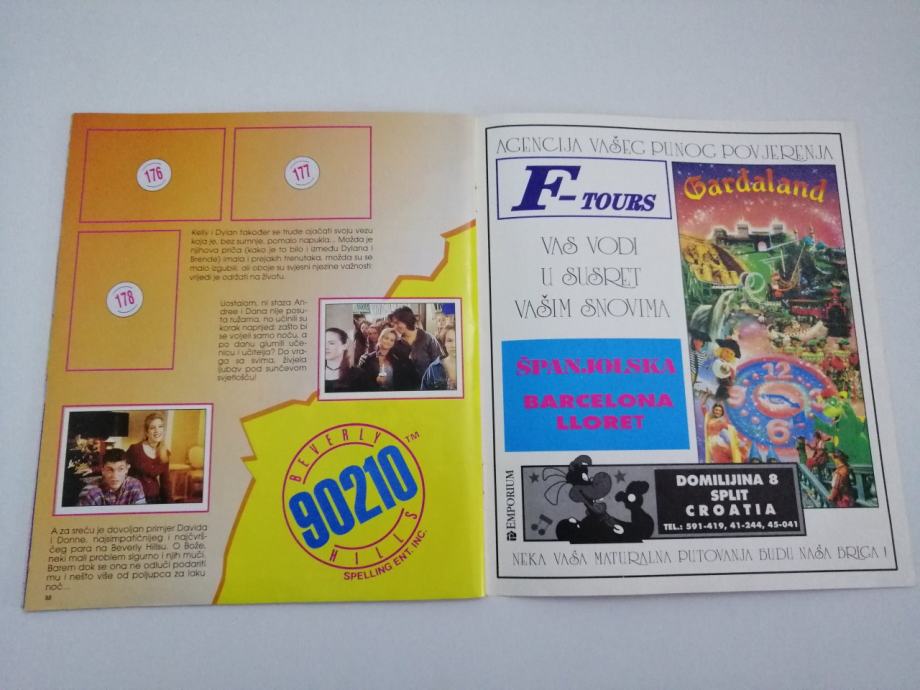 176
177
Kelly i Dylan također se trude ojačati svoju vezu
koja je, bez sumnje, pomalo napukla... Možda je
njihova priča (kako je to bilo i između Dylana i
Brende) imala i prejakih trenutaka, možda su se
malo izgubili: ali oboje su svjesni njezine važnosti:
vrijedi je održati na životu.
178
Uostalom, ni staza An-
dree i Dana nije posu-
ta ružama, no učinili su
korak naprijed: zašto bi
se voljeli samo noću, a
po danu glumili uče-
nicu i učitelja? Do vra-
ga sa svima, živjela
ljubav pod sunčevom
svjetlošću!
A za sreću je dovoljan primjer Davida
i Donne, najsimpatičnijeg i najčvrš-
ćeg para na Beverly Hillsu. O Bože,
neki mali problem sigurno i njih muči.
Barem dok se ona ne odluči podariti
mu i nešto više od poljupca za laku
noć...
BEVERLY
90210
HILLS
TM
SPELLING ENT. INC.
AGENCIJA VAŠEG PUNOG POVJERENJA
F-TOURS
VAS VODI
U SUSRET
VAŠIM SNOVIMA
Gardaland
12
6
ŠPANJOLSKA
BARCELONA
LLORET
EMPORIUM
DOMILIJINA 8
SPLIT
CROATIA
TEL.: 591-419, 41-244, 45-041
NEKA VAŠA MATURALNA PUTOVANJA BUDU NAŠA BRIGA !